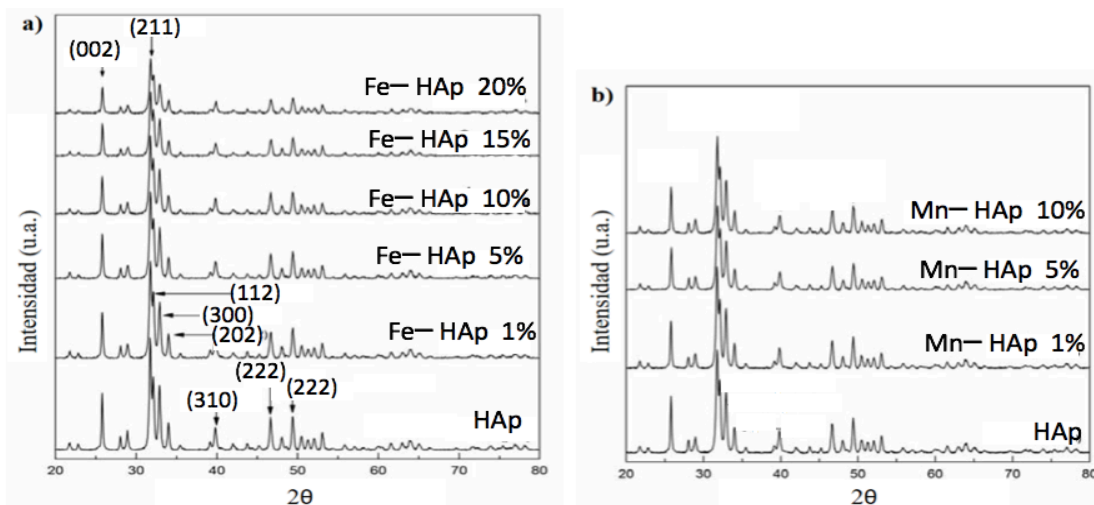 a)
(211)
(002)
Fe— HAp 20%
Fe— HAp 15%
Fe— HAp 10%
Fe— HAp 5%
(112)
(300)
(202)
Fe— HAp 1%
(222)
(222)
(310)
HAp
Intensidad (u.a.)
20 30 40 50 60 70 80
2θ
b)
Mn— HAp 10%
Mn— HAp 5%
Mn— HAp 1%
HAp
Intensidad (u.a.)
20 30 40 50 60 70 80
2θ